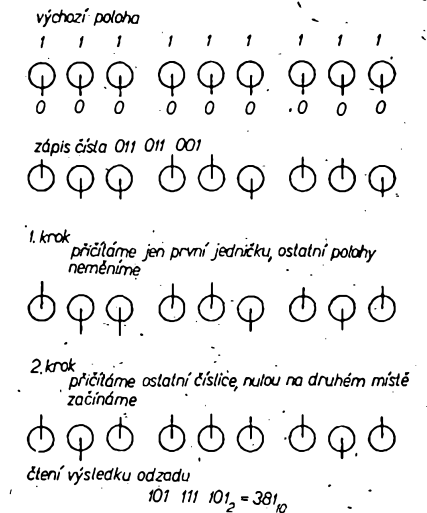 výchozí poloha
1 1 1 1 1 1 1 1 1
0 0 0 0 0 0 0 0 0
zápis čísla 011 011 001
1. krok
přičítáme jen první jedničku, ostatní polohy
neměníme
2. krok
přičítáme ostatní číslice, nulou na druhém místě
začínáme
čtení výsledku odzadu
101 111 101₂ = 381₁₀